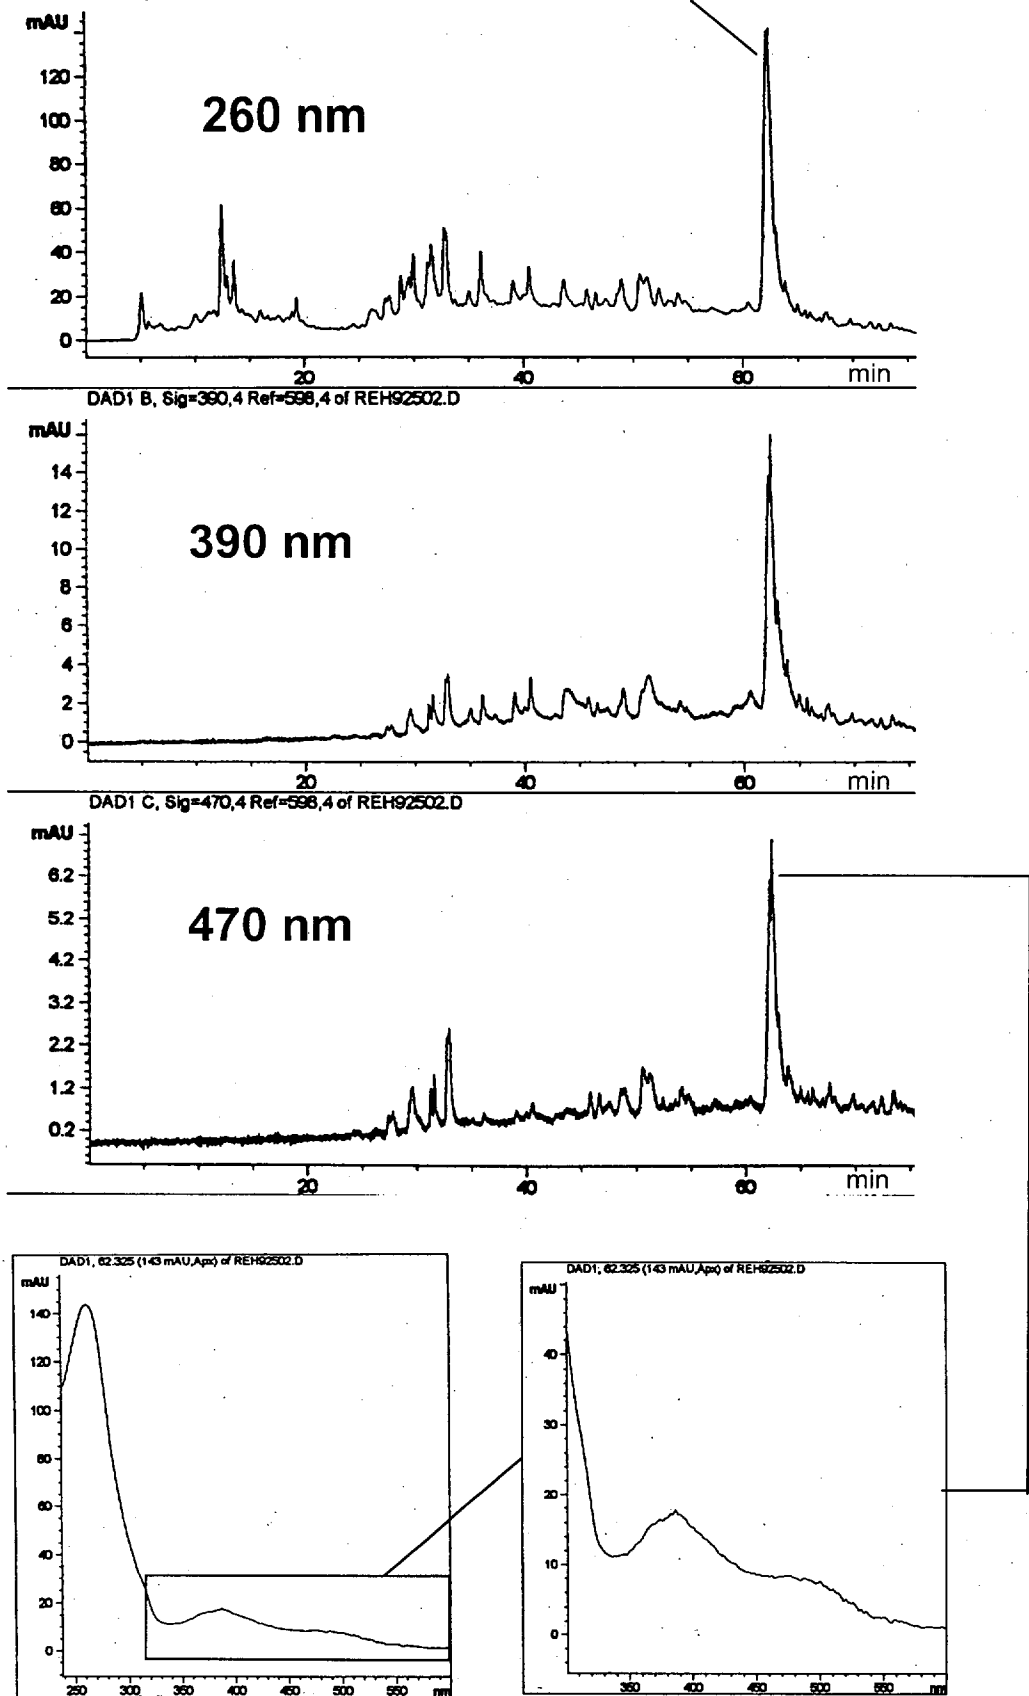 mAU
260 nm
120
100
80
60
40
20
0
20 40 60 min
DAD1 B, Sig=390,4 Ref=598,4 of REH92502.D
mAU
390 nm
14
12
10
8
6
4
2
0
20 40 60 min
DAD1 C, Sig=470,4 Ref=598,4 of REH92502.D
mAU
470 nm
6.2
5.2
4.2
3.2
2.2
1.2
0.2
20 40 60 min
DAD1, 62.325 (143 mAU,Apx) of REH92502.D
mAU
140
120
100
80
60
40
20
0
250 300 350 400 450 500 550 nm
DAD1, 62.325 (143 mAU,Apx) of REH92502.D
mAU
40
30
20
10
0
350 400 450 500 550 nm